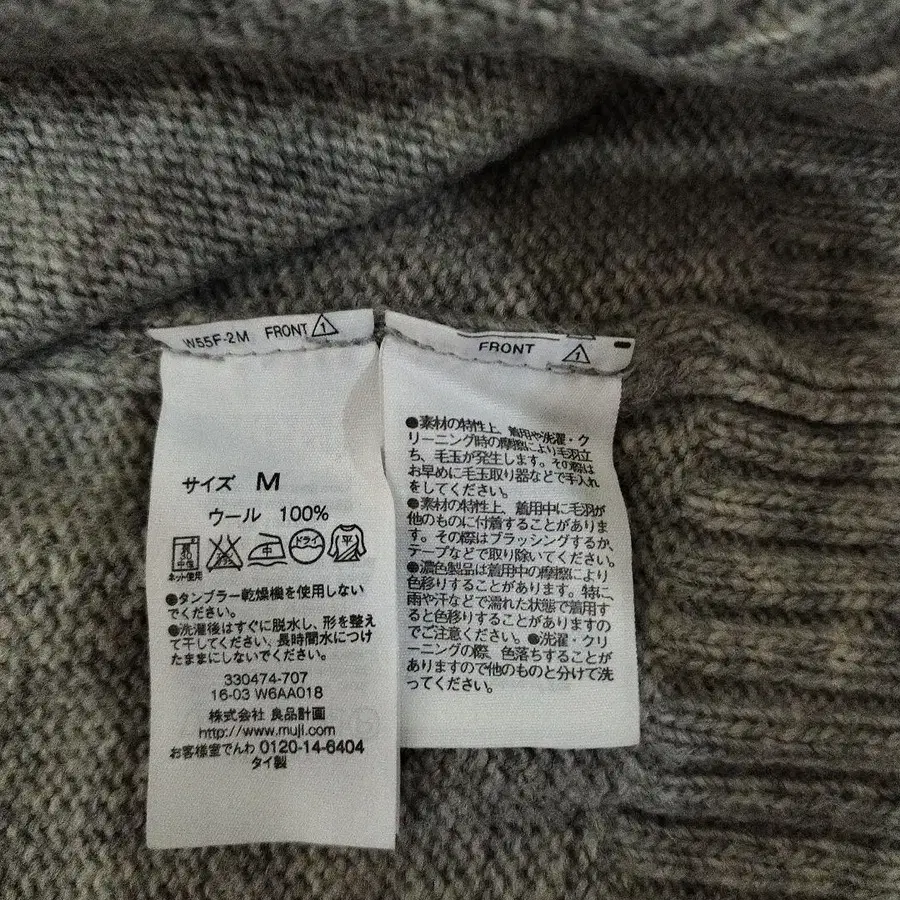 W55F-2M FRONT 1
サイズ M
ウール 100%
30
中性
ネット使用
中
ドライ
平
●タンブラー乾燥機を使用しない
でください。
●洗濯後はすぐに脱水し、形を整え
て干してください。長時間水につけ
たままにしないでください。
330474-707
16-03 W6AA018
株式会社 良品計画
http://www.muji.com
お客様室でんわ 0120-14-6404
タイ製
FRONT 1
●素材の特性上、着用や洗濯・ク
リーニング時の摩擦により毛羽立
ち、毛玉が発生します。その際は
お早めに毛玉取り器などで手入れ
をしてください。
●素材の特性上、着用中に毛羽が
他のものに付着することがありま
す。その際はブラッシングするか、
テープなどで取り除いてください。
●濃色製品は着用中の摩擦により
色移りすることがあります。特に、
雨や汗などで濡れた状態で着用す
ると色移りすることがありますの
でご注意ください。●洗濯・クリ
ーニングの際、色落ちすることが
ありますので他のものと分けて洗
ってください。